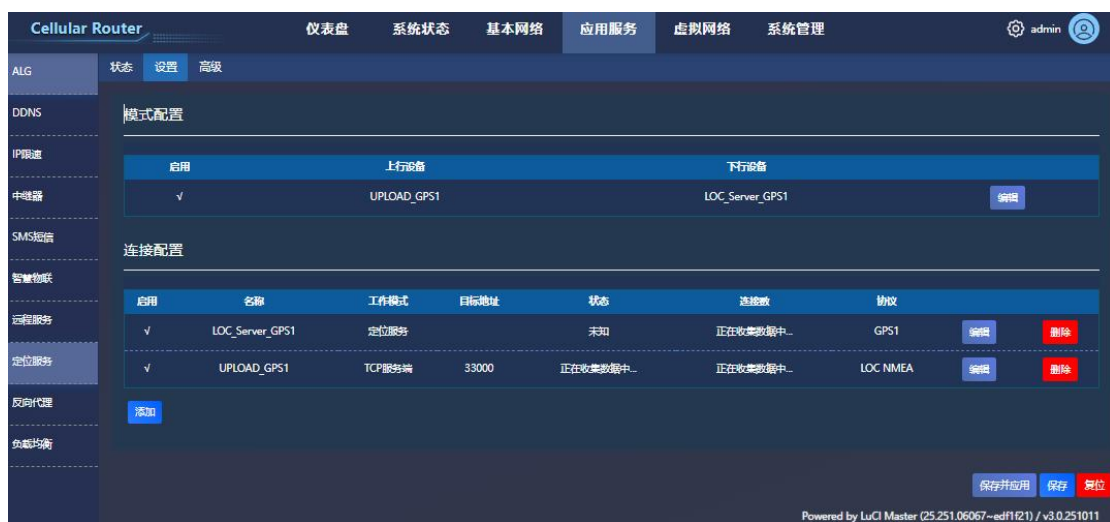 Cellular Router 仪表盘 系统状态 基本网络 应用服务 虚拟网络 系统管理 admin
ALG 状态 设置 高级
DDNS
IP限速
中继器
SMS短信
智慧物联
远程服务
定位服务
反向代理
负载均衡
模式配置
启用 上行设备 下行设备
√ UPLOAD_GPS1 LOC_Server_GPS1 编辑
连接配置
启用 名称 工作模式 目标地址 状态 连接数 协议
√ LOC_Server_GPS1 定位服务 未知 正在收集数据中... GPS1 编辑 删除
√ UPLOAD_GPS1 TCP服务端 33000 正在收集数据中... 正在收集数据中... LOC NMEA 编辑 删除
添加
保存并应用 保存 复位
Powered by LuCI Master (25.251.06067~edf1f21) / v3.0.251011